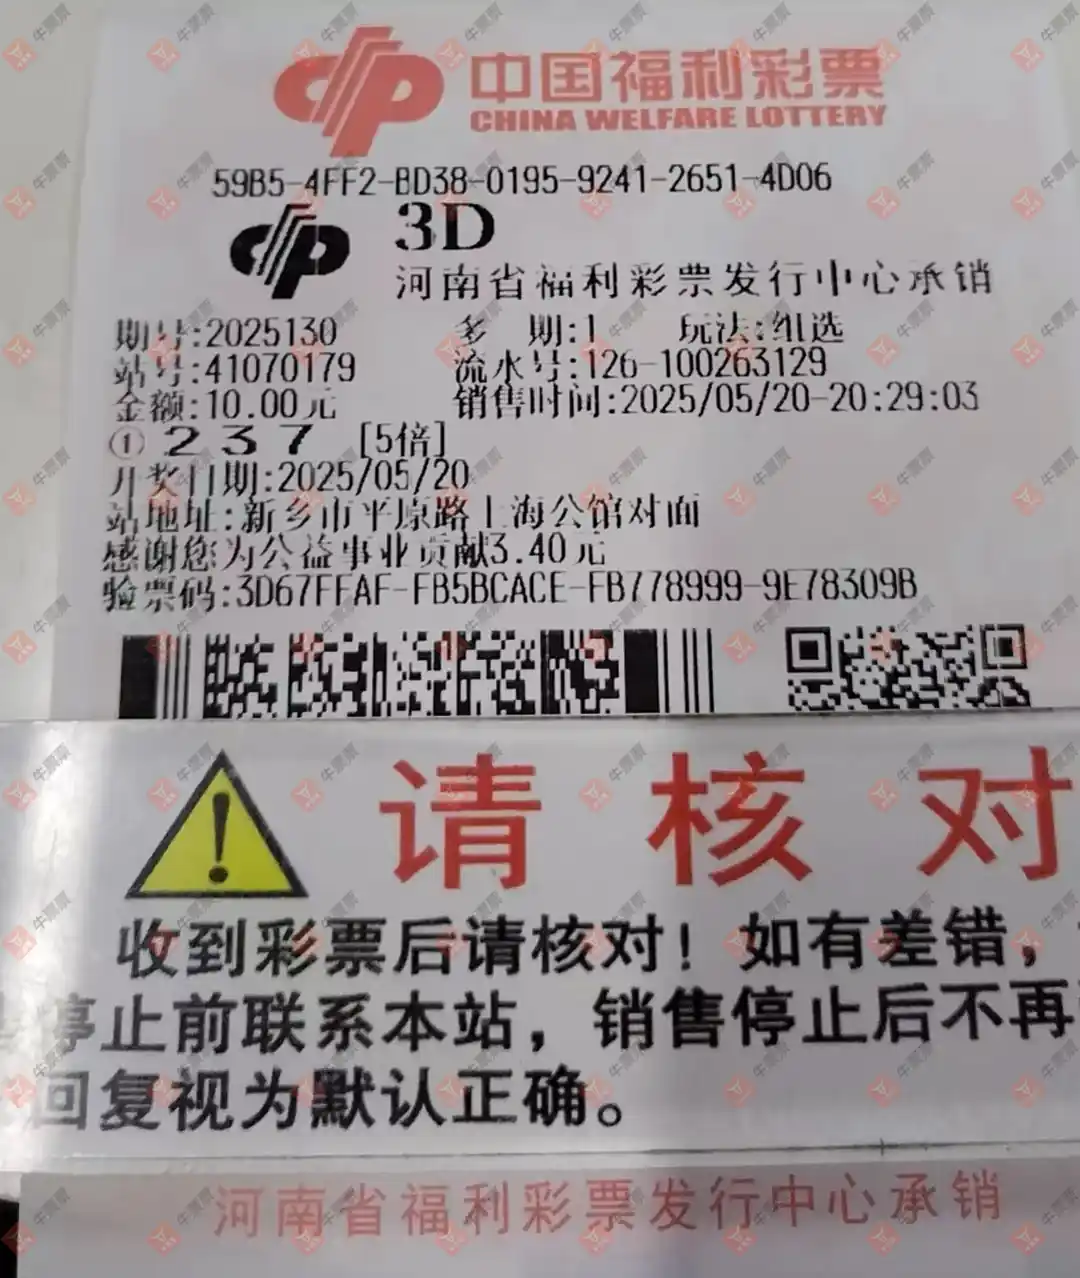 中国福利彩票
CHINA WELFARE LOTTERY
59B5-4FF2-BD38-0195-9241-2651-4D06
3D
河南省福利彩票发行中心承销
期号:2025130 多 期:1 玩法:组选
站号:41070179 流水号:126-100263129
金额:10.00元 销售时间:2025/05/20-20:29:03
① 2 3 7 [5倍]
开奖日期:2025/05/20
站地址:新乡市平原路上海公馆对面
感谢您为公益事业贡献3.40元
验票码:3D67FFAF-FB5BCACE-FB778999-9E78309B
请核对
收到彩票后请核对！如有差错，
停止前联系本站，销售停止后不再
回复视为默认正确。
河南省福利彩票发行中心承销
牛票票